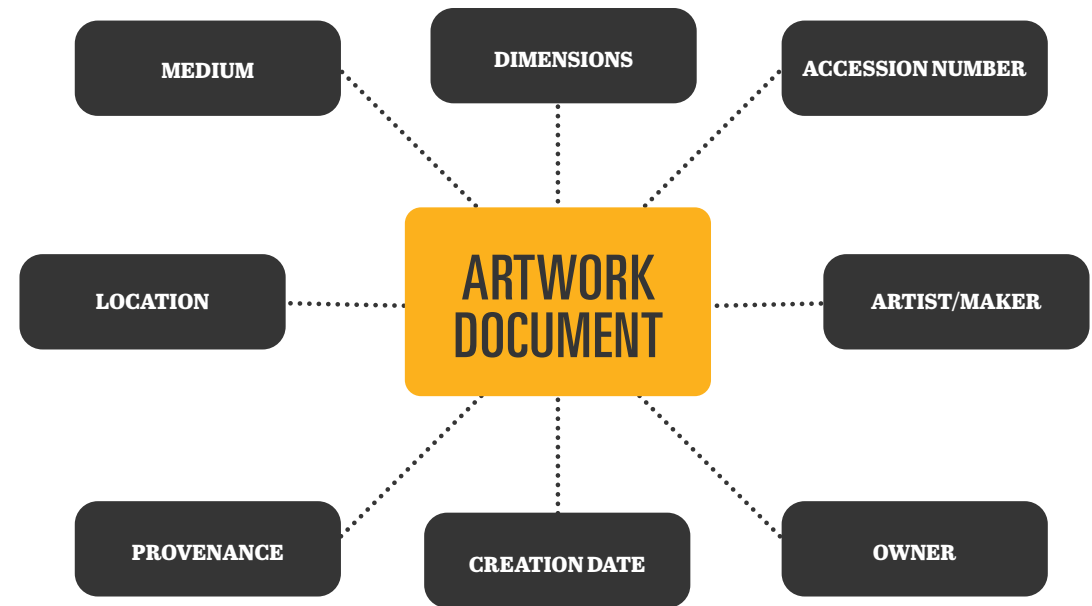 MEDIUM
DIMENSIONS
ACCESSION NUMBER
LOCATION
ARTWORK
DOCUMENT
ARTIST/MAKER
PROVENANCE
CREATION DATE
OWNER